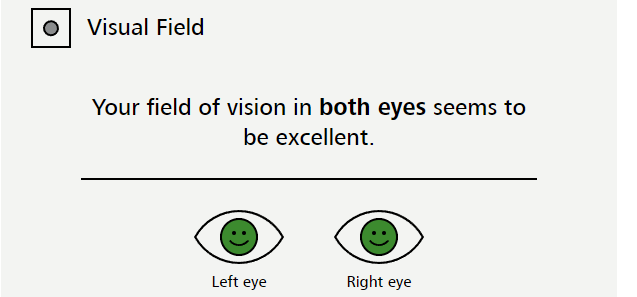 Visual Field
Your field of vision in both eyes seems to
be excellent.
Left eye
Right eye